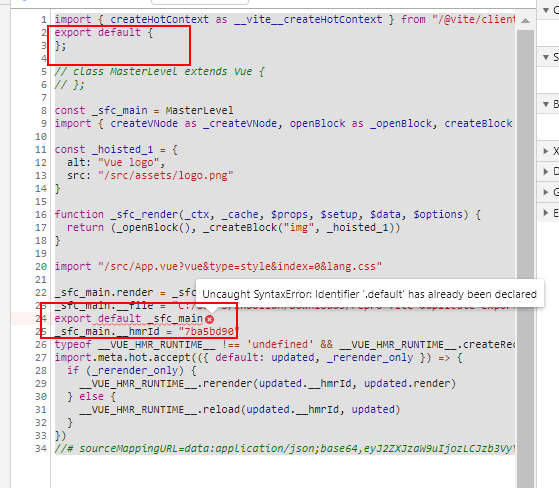 1 import { createHotContext as __vite__createHotContext } from "/@vite/client
2 export default {
3 };
4
5 // class MasterLevel extends Vue {
6 // };
7
8 const _sfc_main = MasterLevel
9 import { createVNode as _createVNode, openBlock as _openBlock, createBlock
10
11 const _hoisted_1 = {
12 alt: "Vue logo",
13 src: "/src/assets/logo.png"
14 }
15
16 function _sfc_render(_ctx, _cache, $props, $setup, $data, $options) {
17 return (_openBlock(), _createBlock("img", _hoisted_1))
18 }
19
20 import "/src/App.vue?vue&type=style&index=0&lang.css"
21
22 _sfc_main.render = _sfc
Uncaught SyntaxError: Identifier '.default' has already been declared
23 _sfc_main.__file = "C:/
24 export default _sfc_main
25 _sfc_main.__hmrId = "7ba5bd90"
26 typeof __VUE_HMR_RUNTIME__ !== 'undefined' && __VUE_HMR_RUNTIME__.createRec
27 import.meta.hot.accept(({ default: updated, _rerender_only }) => {
28 if (_rerender_only) {
29 __VUE_HMR_RUNTIME__.rerender(updated.__hmrId, updated.render)
30 } else {
31 __VUE_HMR_RUNTIME__.reload(updated.__hmrId, updated)
32 }
33 })
34 //# sourceMappingURL=data:application/json;base64,eyJ2ZXJzaW9uIjozLCJzb3VyY